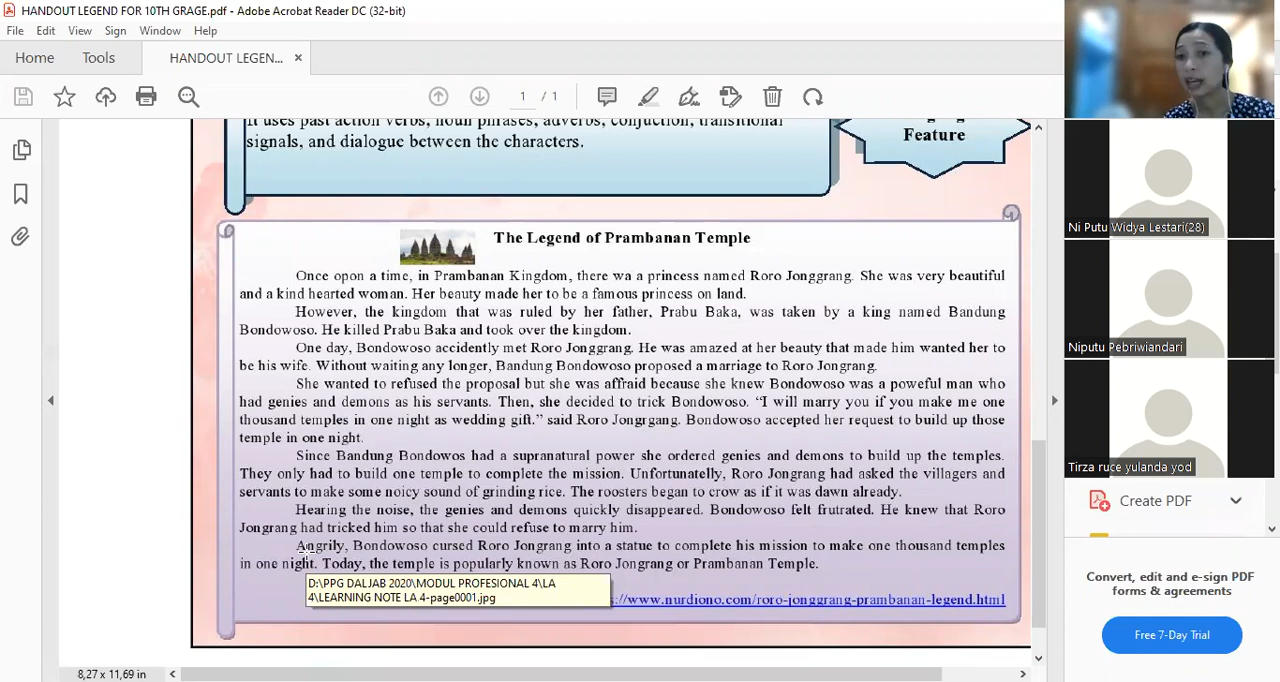 HANDOUT LEGEND FOR 10TH GRAGE.pdf - Adobe Acrobat Reader DC (32-bit)
File Edit View Sign Window Help
Home Tools HANDOUT LEGEN... ×
1 / 1
It uses past action verbs, noun phrases, adverbs, conjuction, transitional
signals, and dialogue between the characters.
Feature
The Legend of Prambanan Temple
Once opon a time, in Prambanan Kingdom, there wa a princess named Roro Jonggrang. She was very beautiful
and a kind hearted woman. Her beauty made her to be a famous princess on land.
However, the kingdom that was ruled by her father, Prabu Baka, was taken by a king named Bandung
Bondowoso. He killed Prabu Baka and took over the kingdom.
One day, Bondowoso accidently met Roro Jonggrang. He was amazed at her beauty that made him wanted her to
be his wife. Without waiting any longer, Bandung Bondowoso proposed a marriage to Roro Jongrang.
She wanted to refused the proposal but she was affraid because she knew Bondowoso was a poweful man who
had genies and demons as his servants. Then, she decided to trick Bondowoso. “I will marry you if you make me one
thousand temples in one night as wedding gift.” said Roro Jongrgang. Bondowoso accepted her request to build up those
temple in one night.
Since Bandung Bondowos had a supranatural power she ordered genies and demons to build up the temples.
They only had to build one temple to complete the mission. Unfortunatelly, Roro Jongrang had asked the villagers and
servants to make some noicy sound of grinding rice. The roosters began to crow as if it was dawn already.
Hearing the noise, the genies and demons quickly disappeared. Bondowoso felt frutrated. He knew that Roro
Jongrang had tricked him so that she could refuse to marry him.
Angrily, Bondowoso cursed Roro Jongrang into a statue to complete his mission to make one thousand temples
in one night. Today, the temple is popularly known as Roro Jongrang or Prambanan Temple.
D:\PPG DALJAB 2020\MODUL PROFESIONAL 4\LA
4\LEARNING NOTE LA.4-page0001.jpg
://www.nurdiono.com/roro-jonggrang-prambanan-legend.html
8,27 x 11,69 in
Ni Putu Widya Lestari(28)
Niputu Pebriwiandari
Tirza ruce yulanda yod
Create PDF
Convert, edit and e-sign PDF
forms & agreements
Free 7-Day Trial